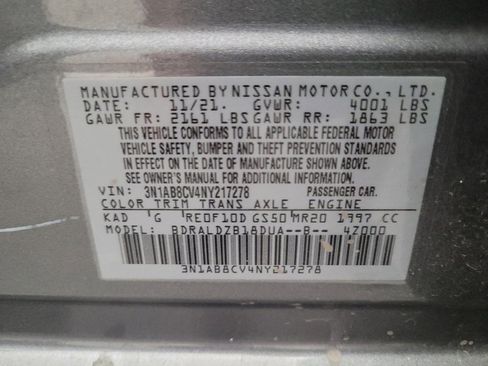 MANUFACTURED BY NISSAN MOTOR CO., LTD.
DATE: 11/21. GVWR: 4001 LBS
GAWR FR: 2161 LBS GAWR RR: 1863 LBS
THIS VEHICLE CONFORMS TO ALL APPLICABLE FEDERAL MOTOR
VEHICLE SAFETY, BUMPER AND THEFT PREVENTION STANDARDS
IN EFFECT ON THE DATE OF MANUFACTURE SHOWN ABOVE.
SEE OWNER'S MANUAL FOR ADDITIONAL INFORMATION.
VIN: 3N1AB8CV4NY217278 PASSENGER CAR.
COLOR TRIM TRANS AXLE ENGINE
KAD G RE0F10D GS50 MR20 1997 CC
MODEL: BDRALDZB18DUA--B-- 4Z000
3N1AB8CV4NY217278